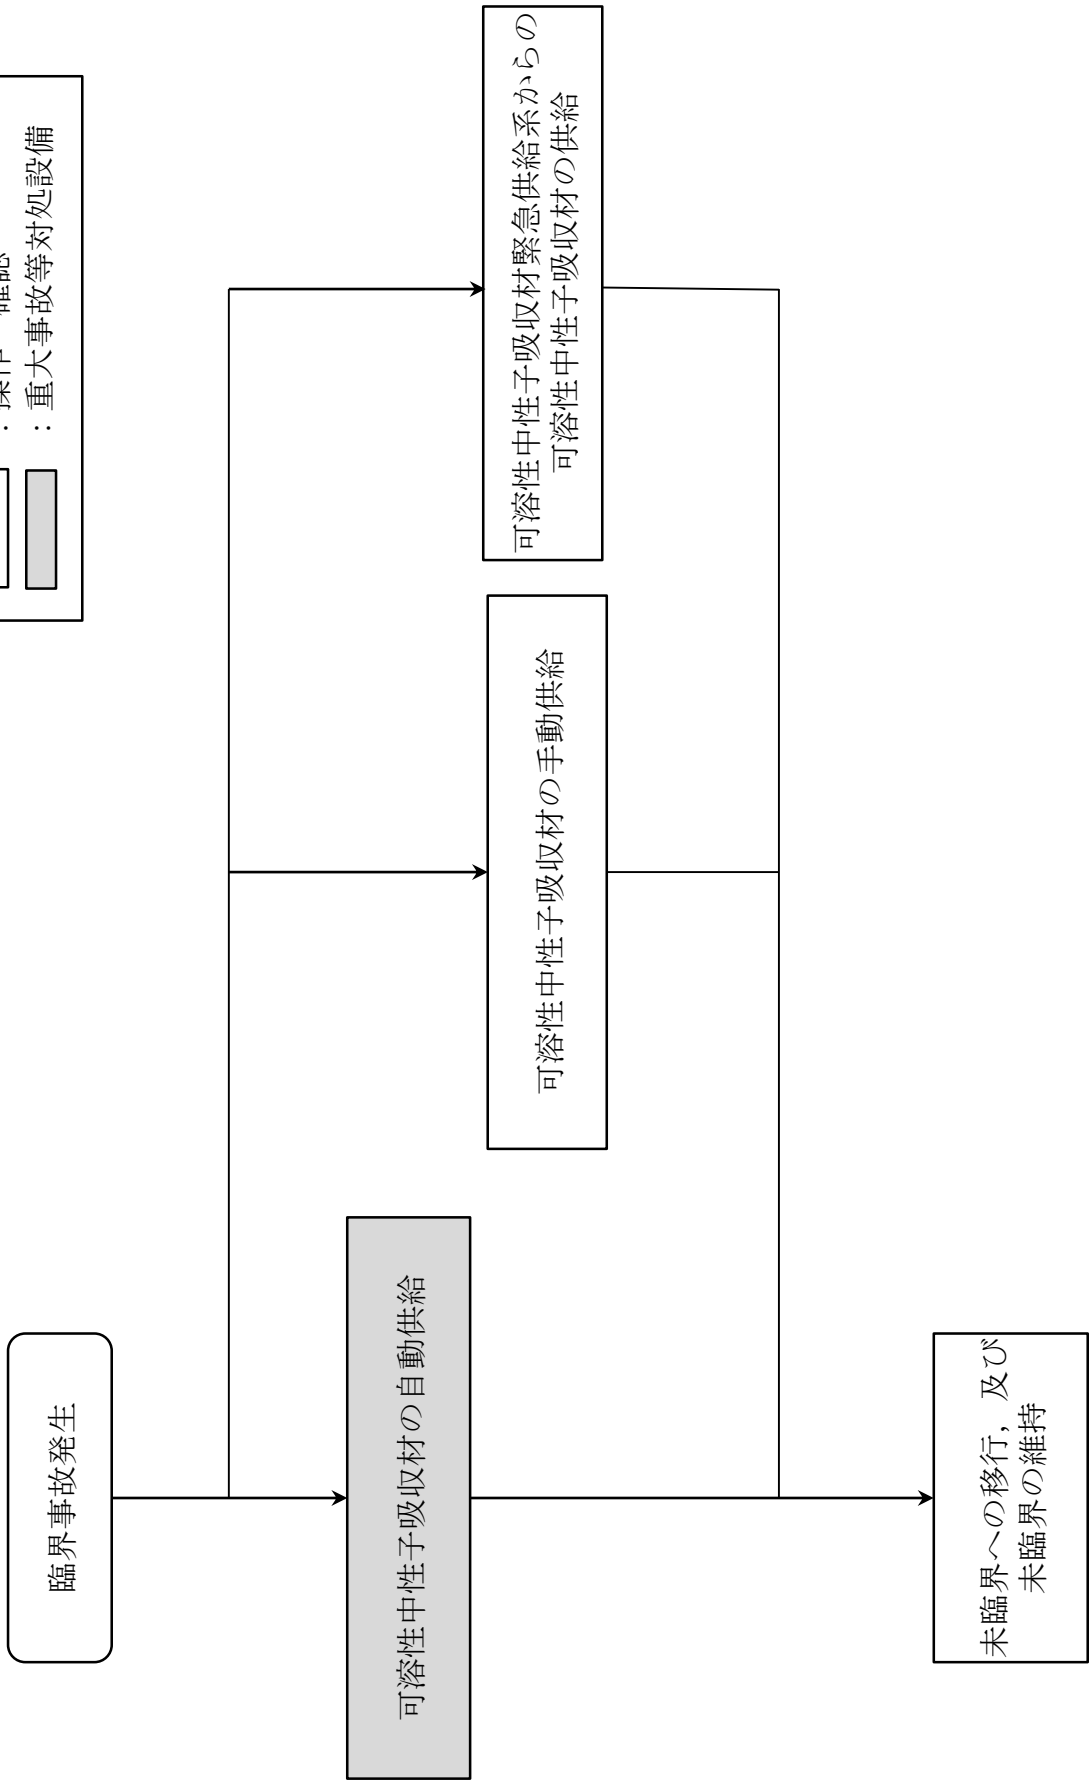 ：重大事故等対処設備
臨界事故発生
可溶性中性子吸収材の自動供給
可溶性中性子吸収材の手動供給
可溶性中性子吸収材緊急供給系からの
可溶性中性子吸収材の供給
未臨界への移行，及び
未臨界の維持